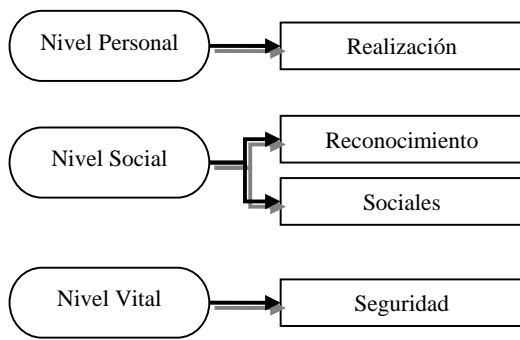 Nivel Personal
Realización
Nivel Social
Reconocimiento
Sociales
Nivel Vital
Seguridad